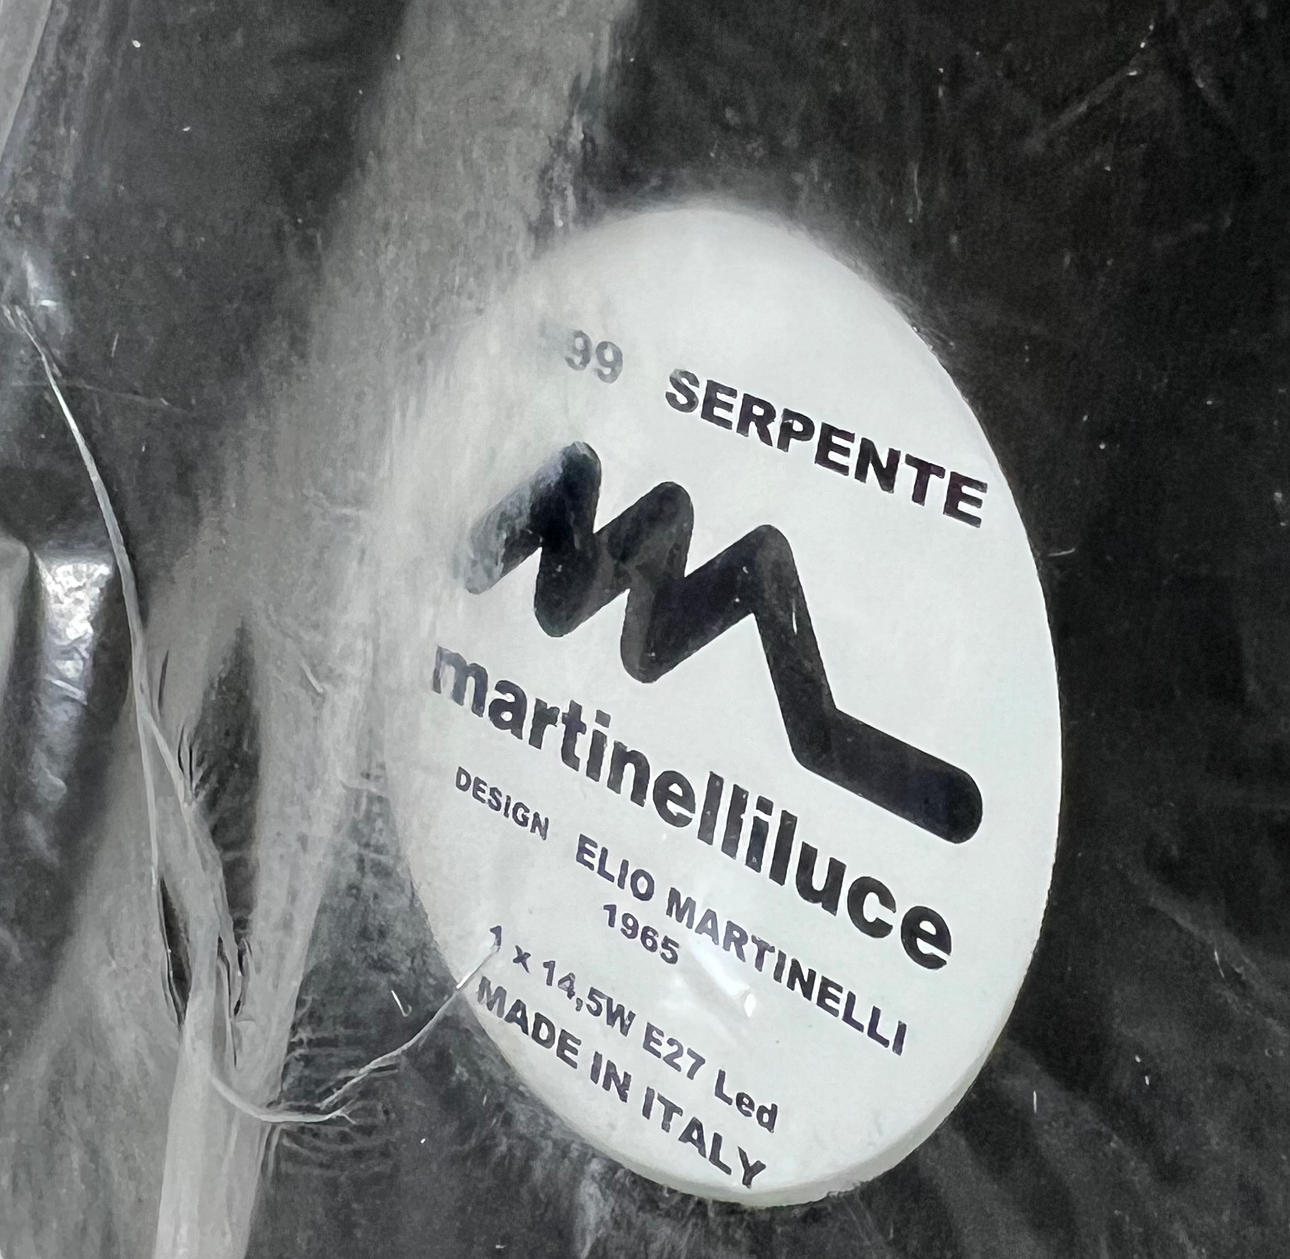 99 SERPENTE
martinelliluce
DESIGN ELIO MARTINELLI
1965
1 x 14,5W E27 Led
MADE IN ITALY